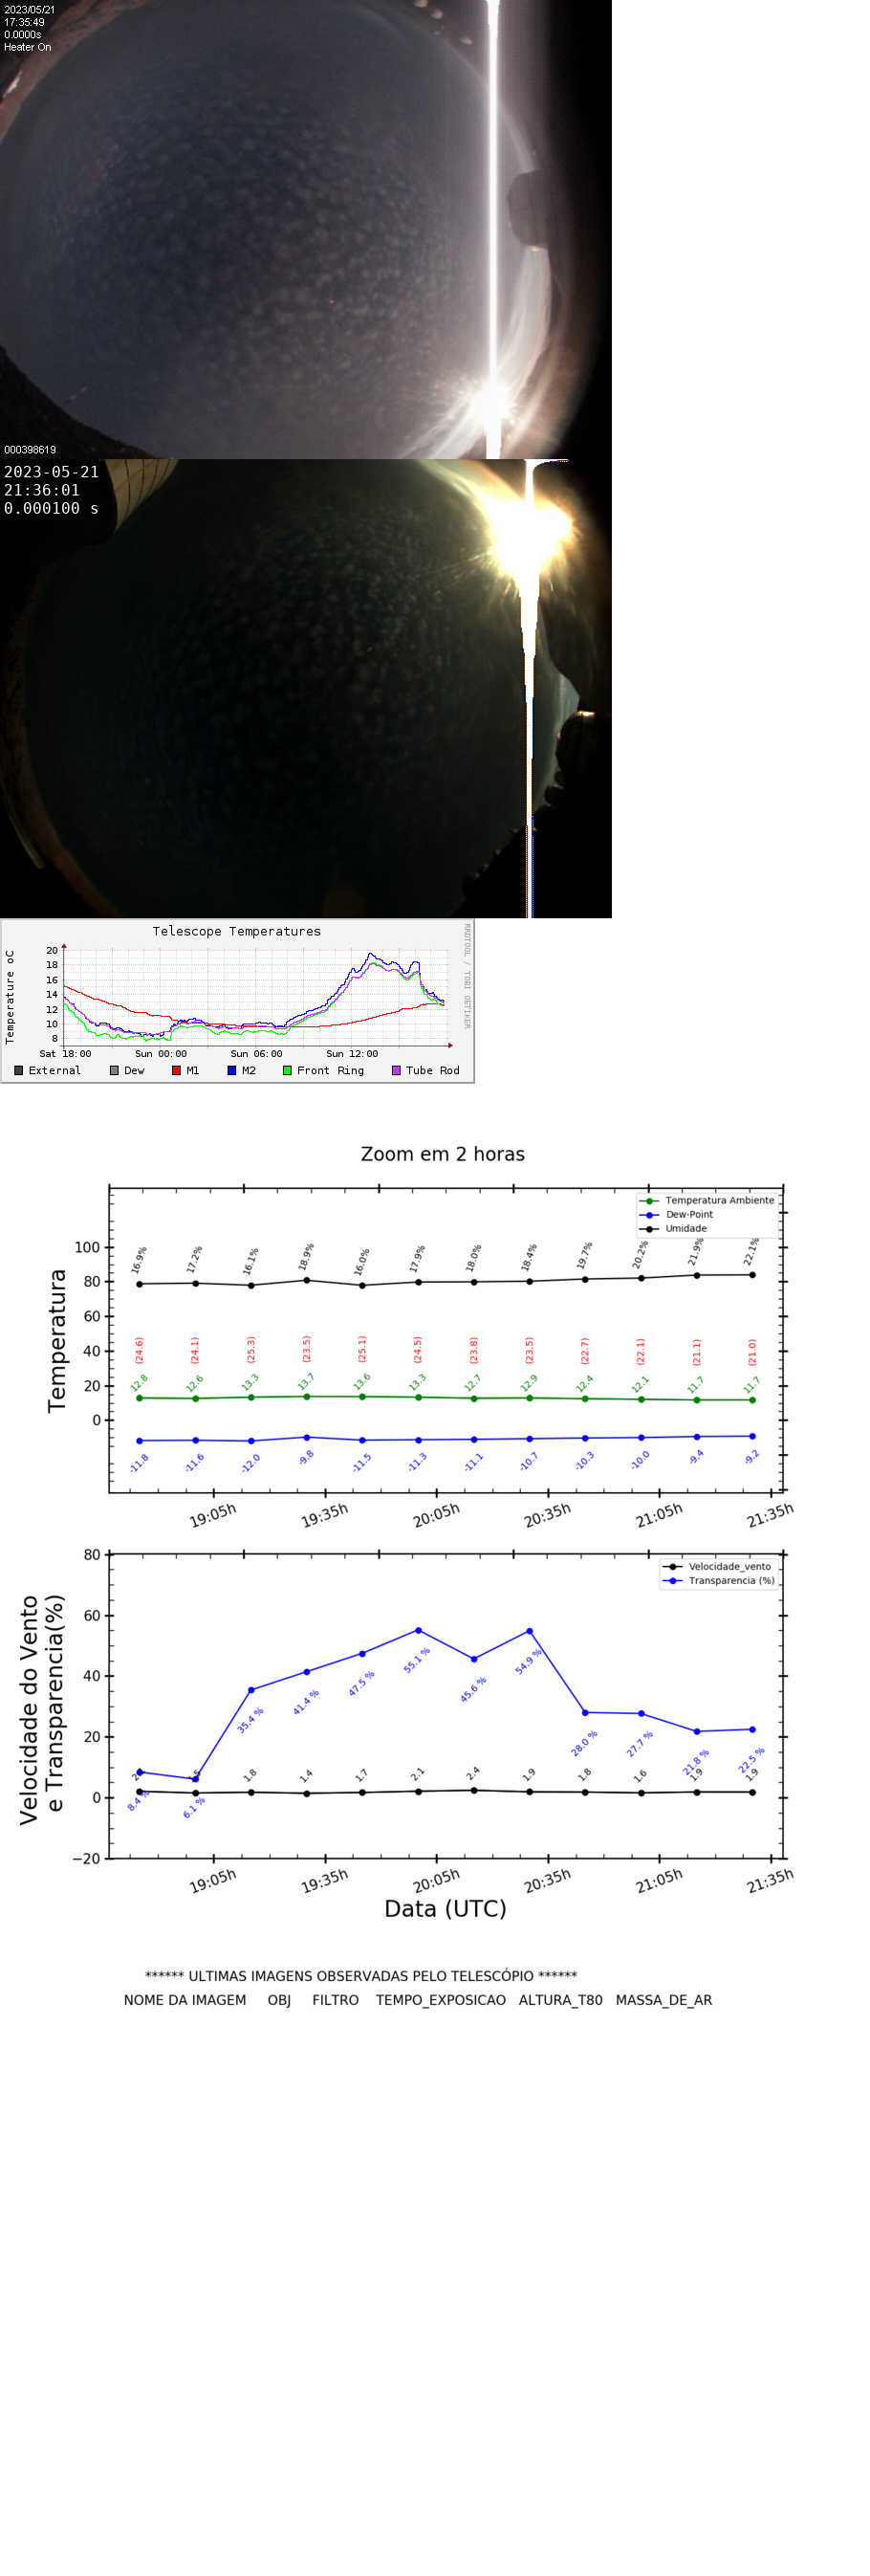 2023/05/21
17:35:49
0.0000s
Heater On
000398619
2023-05-21
21:36:01
0.000100 s
Telescope Temperatures
RRDTOOL / TOBI OETIKER
Temperature oC
20
18
16
14
12
10
8
Sat 18:00 Sun 00:00 Sun 06:00 Sun 12:00
External Dew M1 M2 Front Ring Tube Rod
Zoom em 2 horas
Temperatura Ambiente
Dew-Point
Umidade
Temperatura
100
80
60
40
20
0
16.9% 17.2% 16.1% 18.9% 16.0% 17.9% 18.0% 18.4% 19.7% 20.2% 21.9% 22.1%
(24.6) (24.1) (25.3) (23.5) (25.1) (24.5) (23.8) (23.5) (22.7) (22.1) (21.1) (21.0)
12.8 12.6 13.3 13.7 13.6 13.3 12.7 12.9 12.4 12.1 11.7 11.7
-11.8 -11.6 -12.0 -9.8 -11.5 -11.3 -11.1 -10.7 -10.3 -10.0 -9.4 -9.2
19:05h 19:35h 20:05h 20:35h 21:05h 21:35h
Velocidade_vento
Transparencia (%)
Velocidade do Vento
e Transparencia(%)
80
60
40
20
0
−20
8.4 % 6.1 % 35.4 % 41.4 % 47.5 % 55.1 % 45.6 % 54.9 % 28.0 % 27.7 % 21.8 % 22.5 %
1.8 1.4 1.7 2.1 2.4 1.9 1.8 1.6 1.9 1.9
19:05h 19:35h 20:05h 20:35h 21:05h 21:35h
Data (UTC)
****** ULTIMAS IMAGENS OBSERVADAS PELO TELESCÓPIO ******
NOME DA IMAGEM OBJ FILTRO TEMPO_EXPOSICAO ALTURA_T80 MASSA_DE_AR